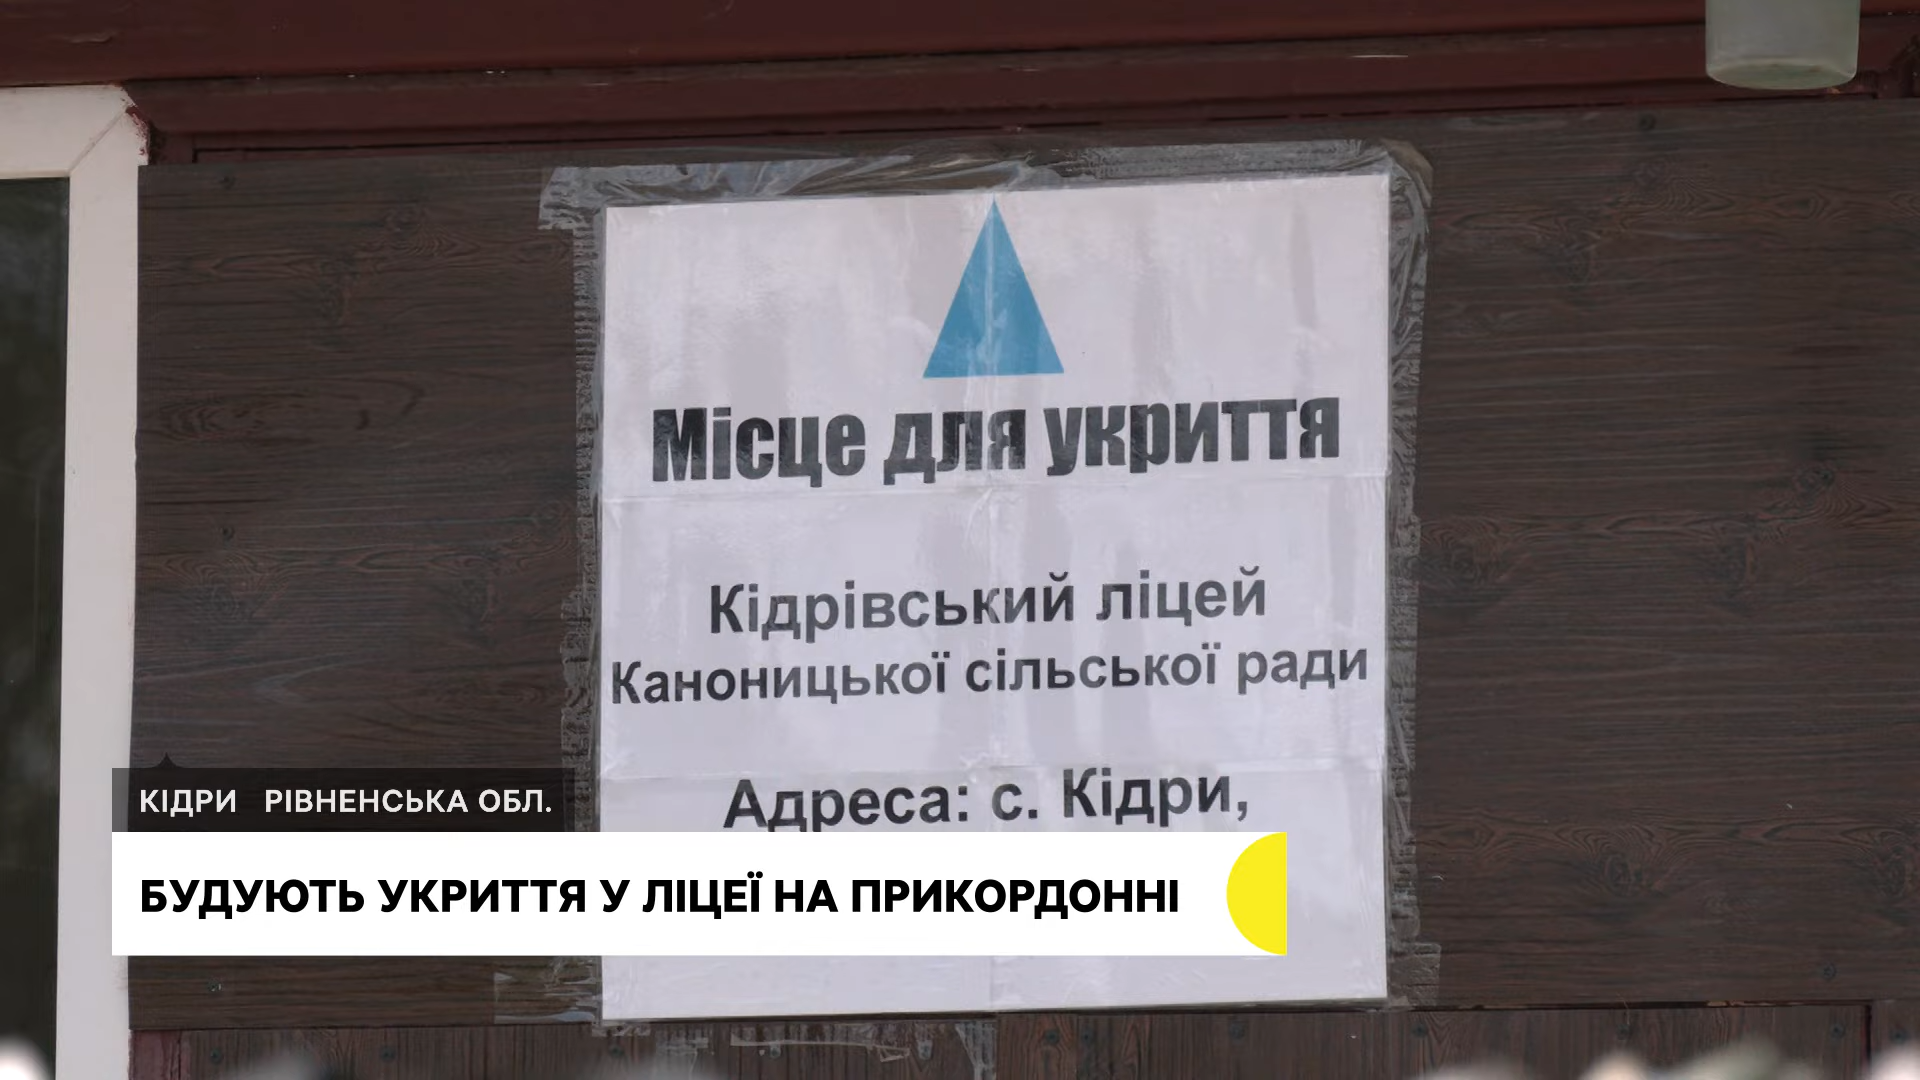 Місце для укриття
Кідрівський ліцей
Каноницької сільської ради
Адреса: с. Кідри,
КІДРИ РІВНЕНСЬКА ОБЛ.
БУДУЮТЬ УКРИТТЯ У ЛІЦЕЇ НА ПРИКОРДОННІ